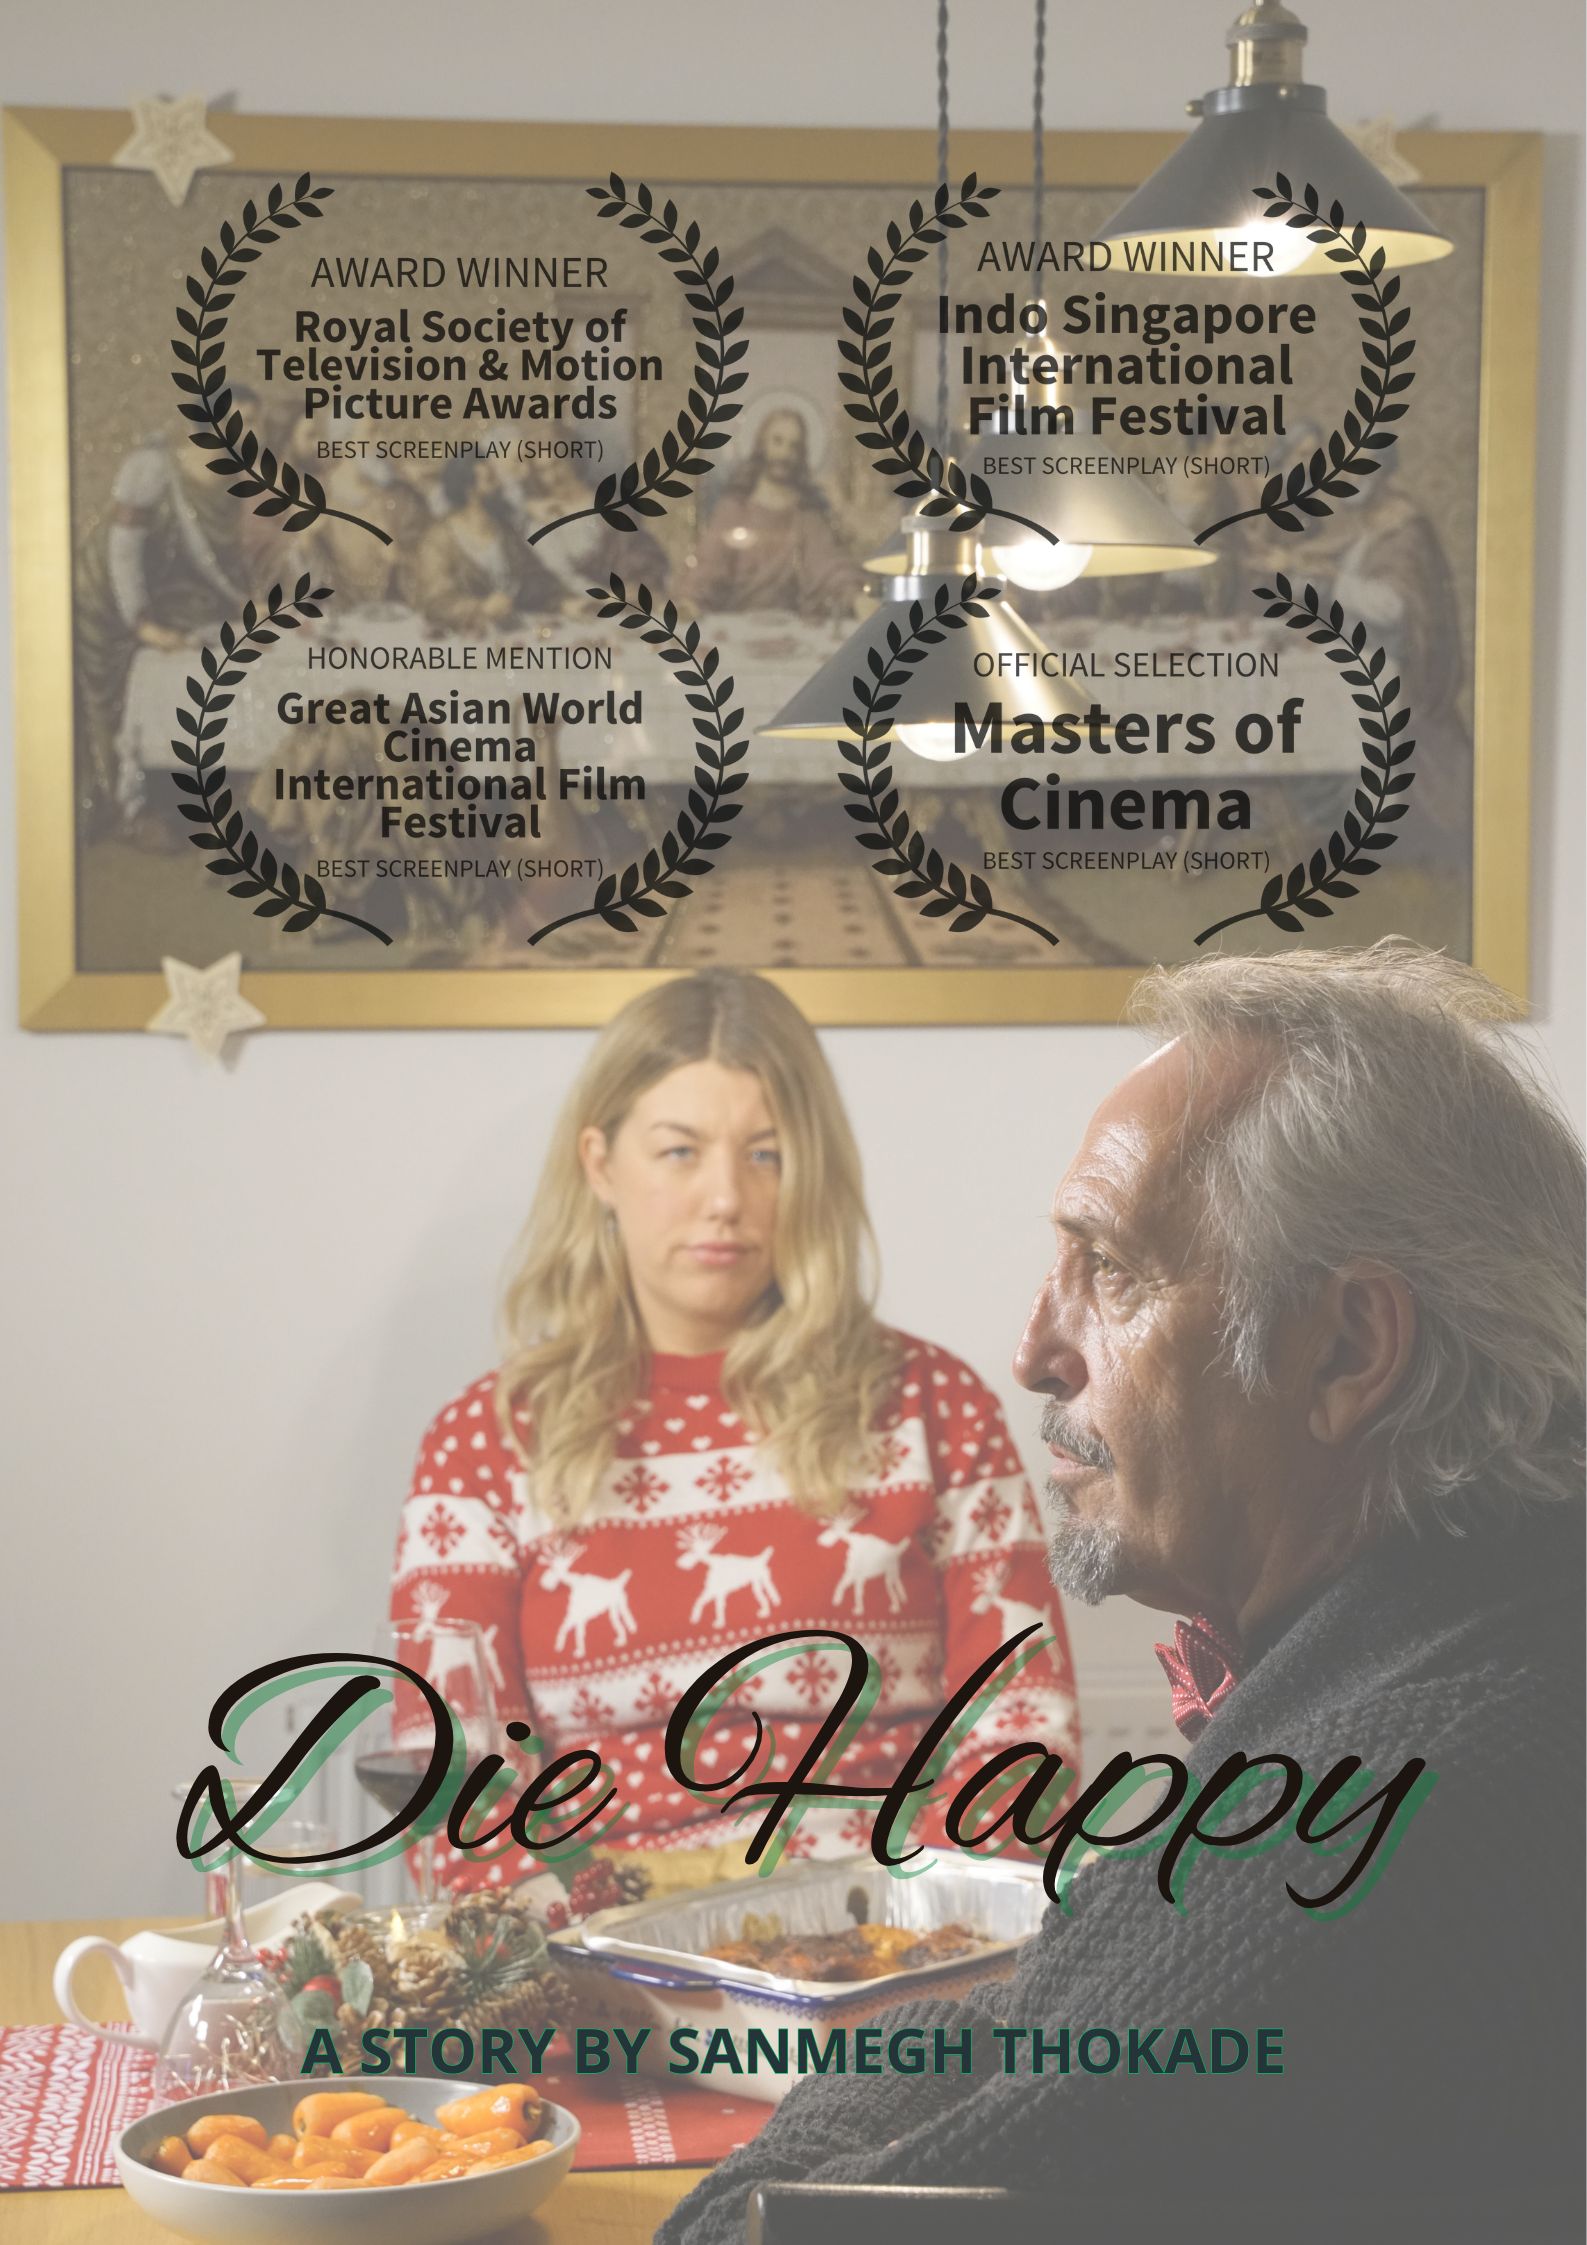 AWARD WINNER
Royal Society of
Television & Motion
Picture Awards
BEST SCREENPLAY (SHORT)
AWARD WINNER
Indo Singapore
International
Film Festival
BEST SCREENPLAY (SHORT)
HONORABLE MENTION
Great Asian World
Cinema
International Film
Festival
BEST SCREENPLAY (SHORT)
OFFICIAL SELECTION
Masters of
Cinema
BEST SCREENPLAY (SHORT)
Die Happy
A STORY BY SANMEGH THOKADE